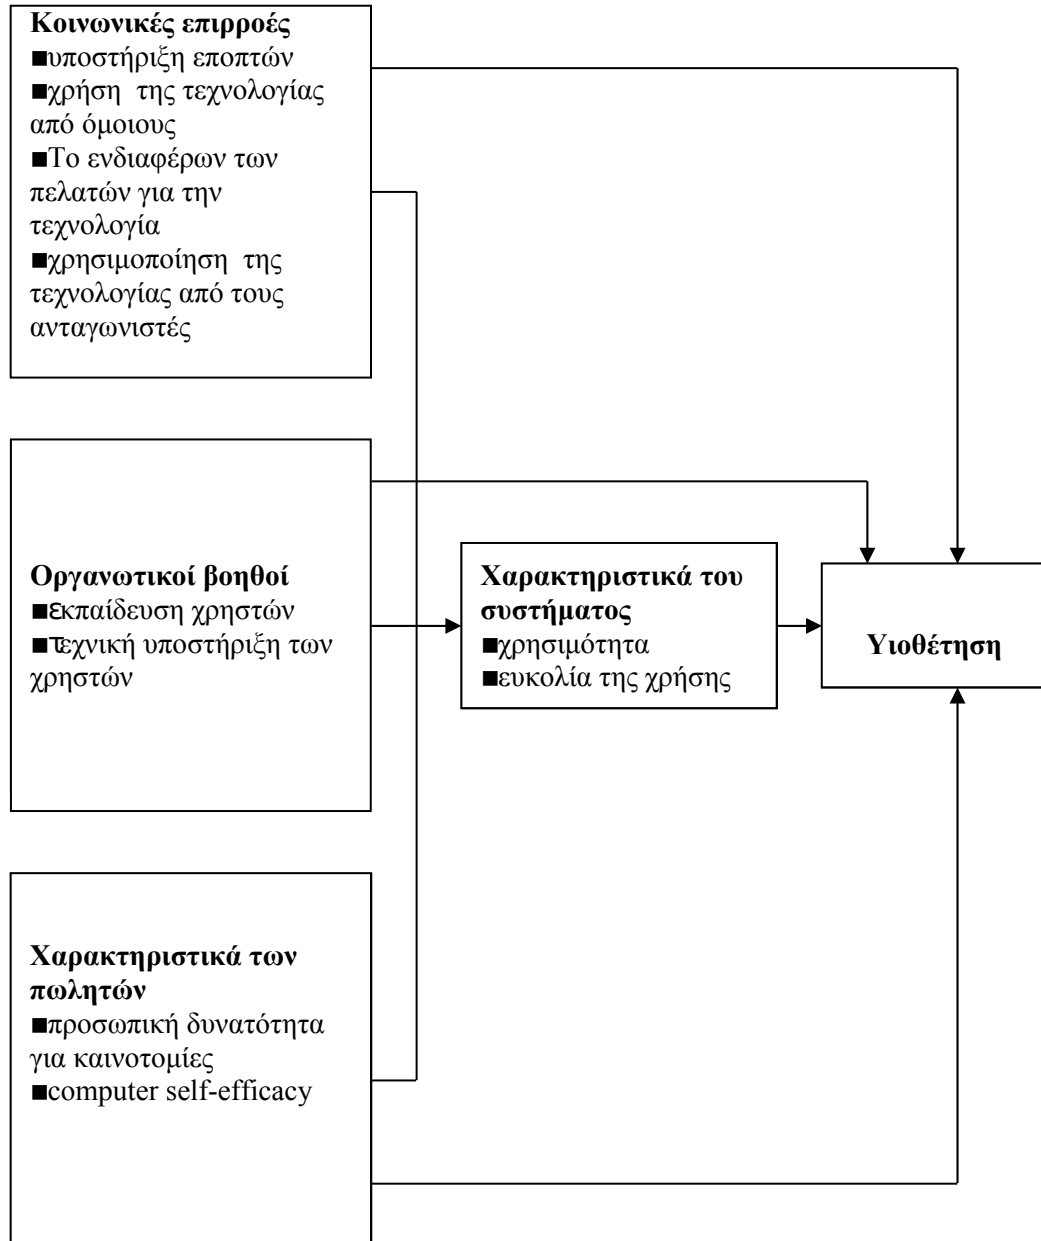 Κοινωνικές επιρροές
■υποστήριξη εποπτών
■χρήση της τεχνολογίας
από όμοιους
■Το ενδιαφέρων των
πελατών για την
τεχνολογία
■χρησιμοποίηση της
τεχνολογίας από τους
ανταγωνιστές
Οργανωτικοί βοηθοί
■εκπαίδευση χρηστών
■τεχνική υποστήριξη των
χρηστών
Χαρακτηριστικά του
συστήματος
■χρησιμότητα
■ευκολία της χρήσης
Υιοθέτηση
Χαρακτηριστικά των
πωλητών
■προσωπική δυνατότητα
για καινοτομίες
■computer self-efficacy